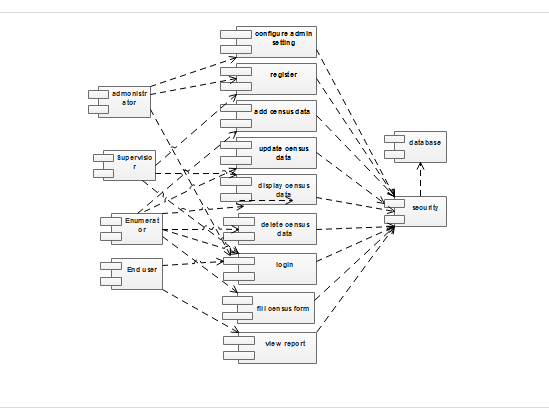 configure admin
setting
register
admonistr
ator
add census data
database
update census
data
Supervisio
r
display census
data
security
Enumerat
or
delete census
data
login
End user
fill census form
view report